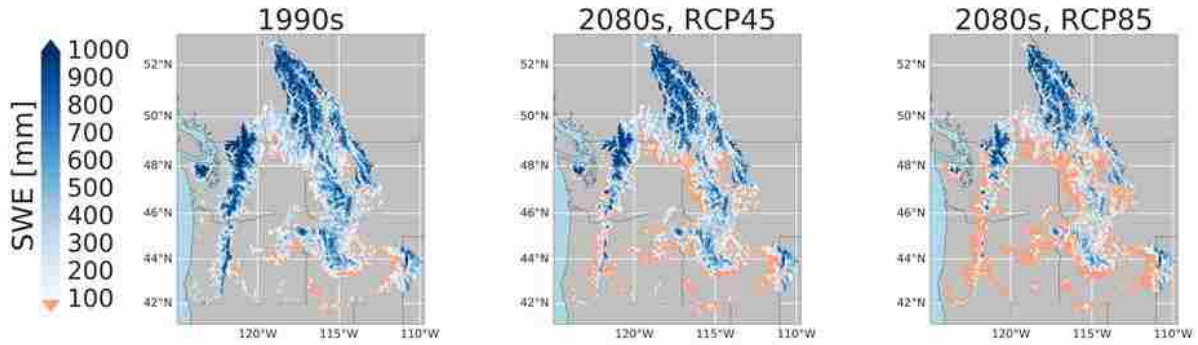 1990s
2080s, RCP45
2080s, RCP85
SWE [mm]
1000
900
800
700
600
500
400
300
200
100
52°N
50°N
48°N
46°N
44°N
42°N
120°W 115°W 110°W
52°N
50°N
48°N
46°N
44°N
42°N
120°W 115°W 110°W
52°N
50°N
48°N
46°N
44°N
42°N
120°W 115°W 110°W